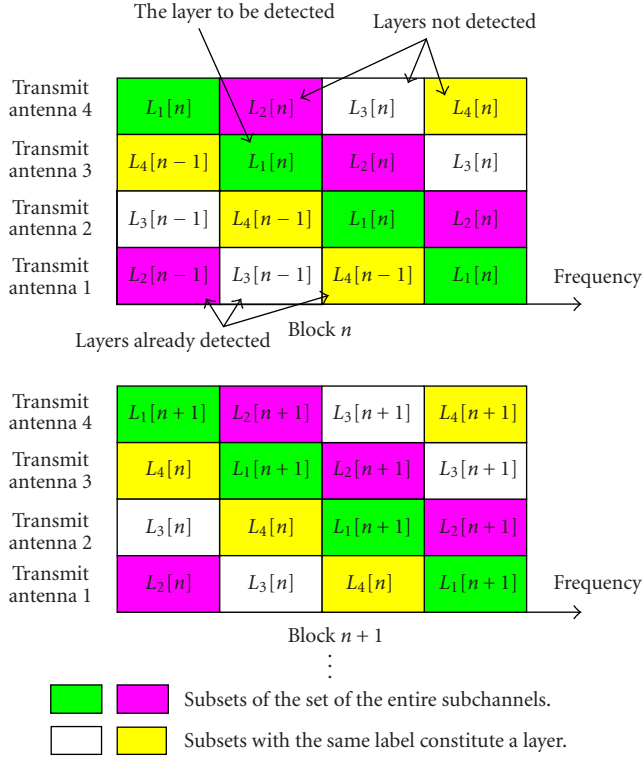 The layer to be detected
Layers not detected
Transmit antenna 4
L₁[n] L₂[n] L₃[n] L₄[n]
Transmit antenna 3
L₄[n − 1] L₁[n] L₂[n] L₃[n]
Transmit antenna 2
L₃[n − 1] L₄[n − 1] L₁[n] L₂[n]
Transmit antenna 1
L₂[n − 1] L₃[n − 1] L₄[n − 1] L₁[n]
Frequency
Layers already detected
Block n
Transmit antenna 4
L₁[n + 1] L₂[n + 1] L₃[n + 1] L₄[n + 1]
Transmit antenna 3
L₄[n] L₁[n + 1] L₂[n + 1] L₃[n + 1]
Transmit antenna 2
L₃[n] L₄[n] L₁[n + 1] L₂[n + 1]
Transmit antenna 1
L₂[n] L₃[n] L₄[n] L₁[n + 1]
Frequency
Block n + 1
⋮
Subsets of the set of the entire subchannels.
Subsets with the same label constitute a layer.